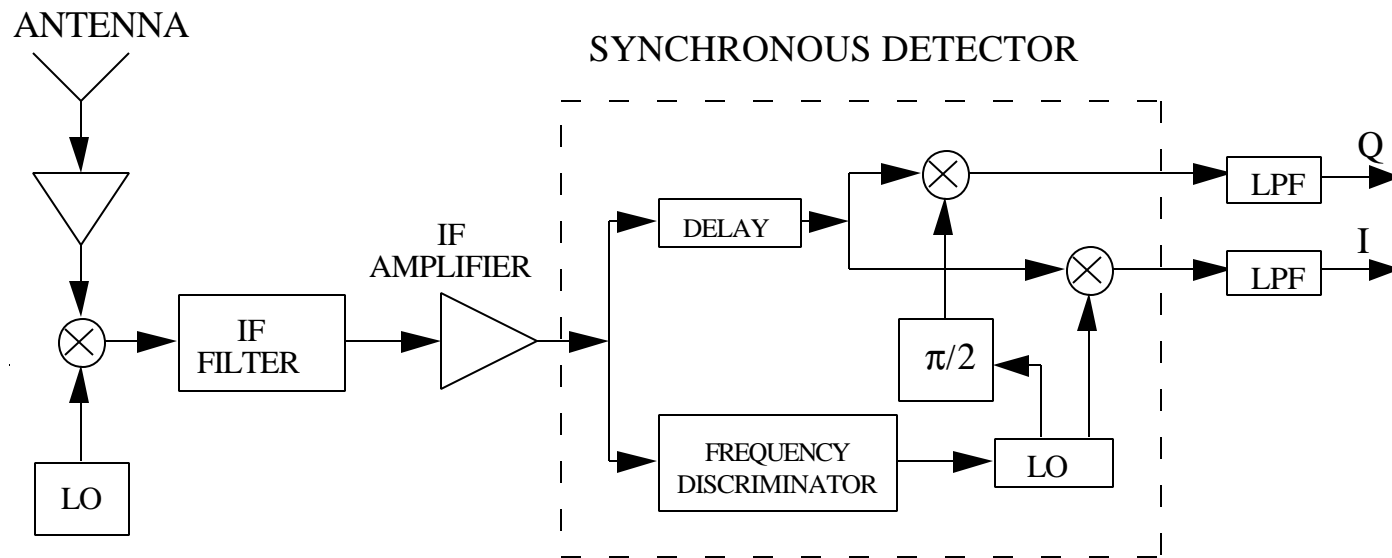 ANTENNA
SYNCHRONOUS DETECTOR
Q
LPF
DELAY
IF
AMPLIFIER
I
LPF
IF
FILTER
π/2
FREQUENCY
DISCRIMINATOR
LO
LO